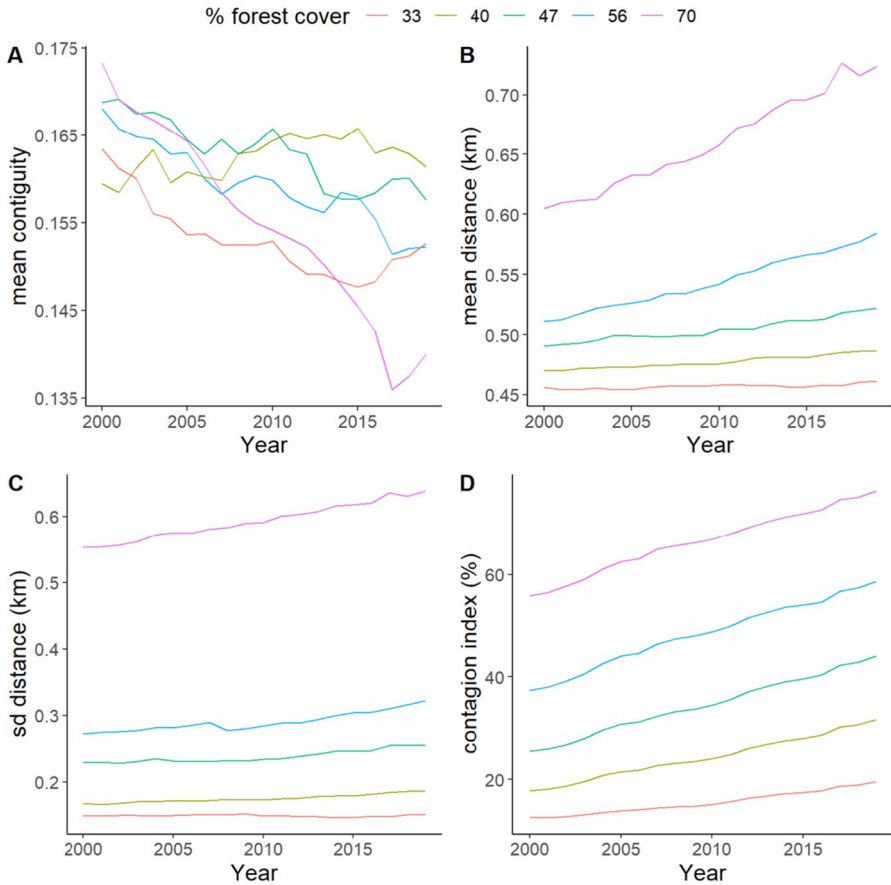 % forest cover 33 40 47 56 70
A
0.175
0.165
0.155
0.145
0.135
mean contiguity
2000 2005 2010 2015
Year
B
0.70
0.65
0.60
0.55
0.50
0.45
mean distance (km)
2000 2005 2010 2015
Year
C
0.6
0.5
0.4
0.3
0.2
sd distance (km)
2000 2005 2010 2015
Year
D
60
40
20
contagion index (%)
2000 2005 2010 2015
Year